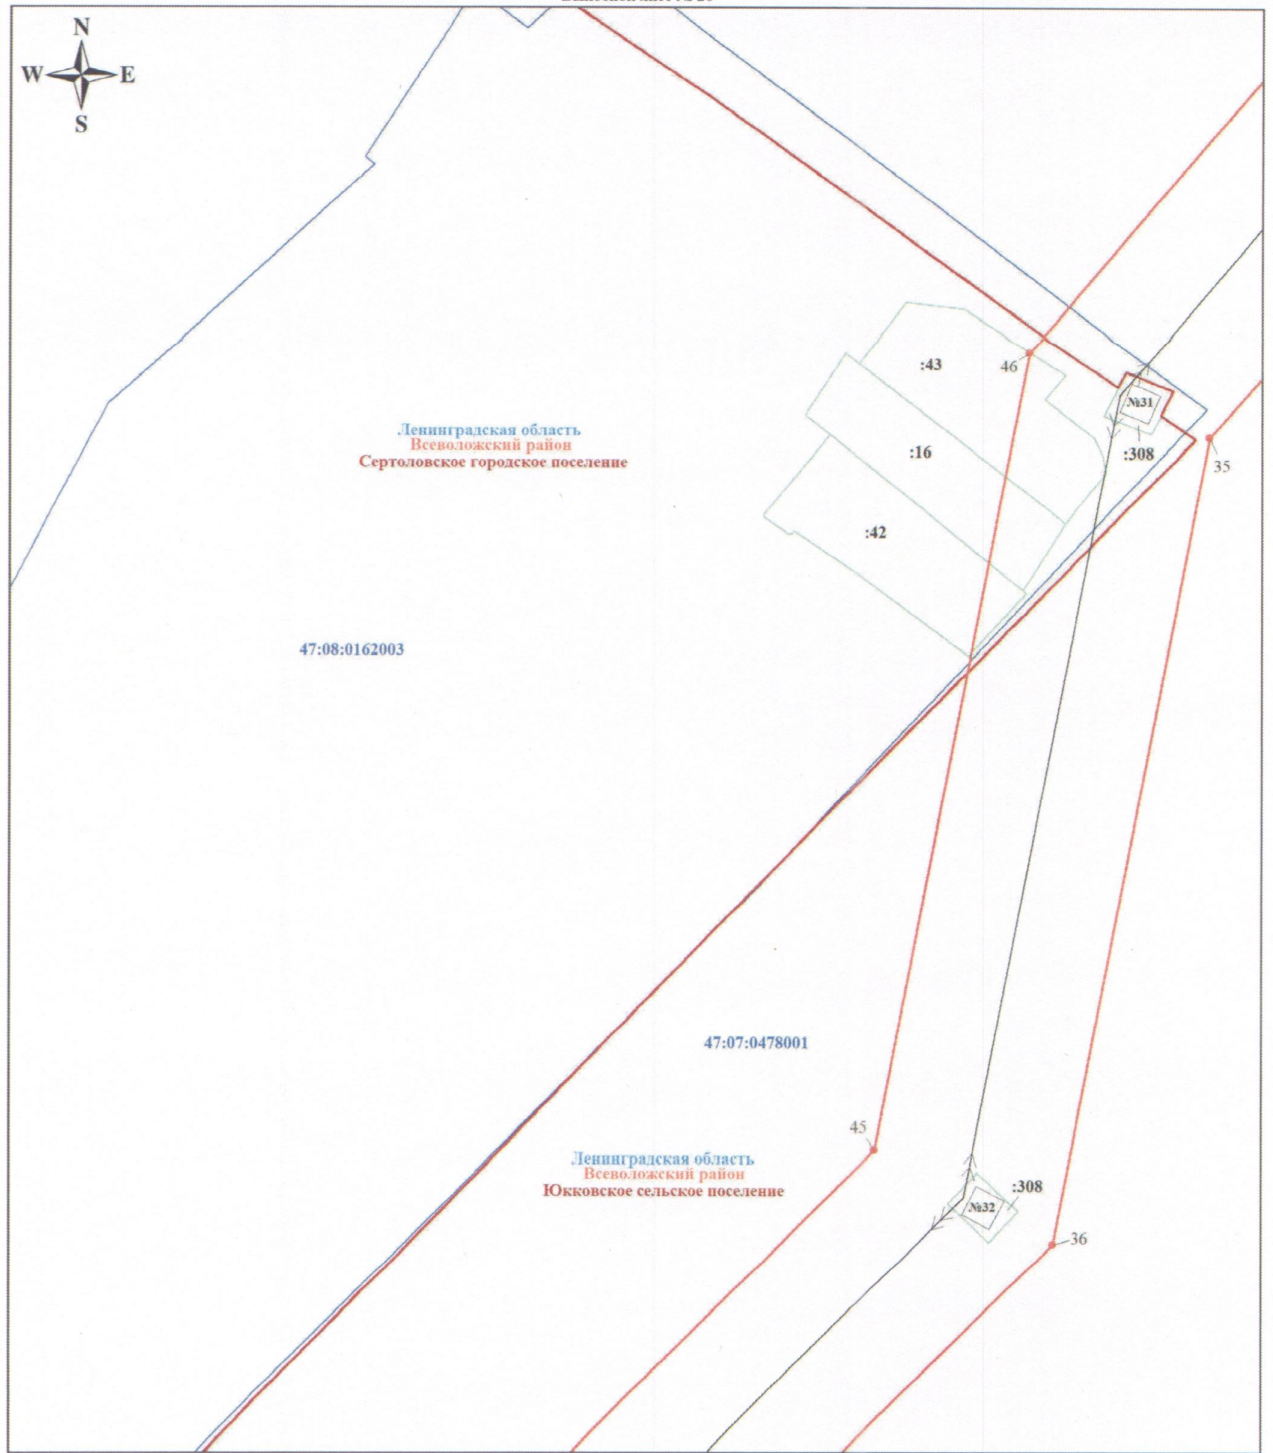 N
W E
S
:43
46
№31
:308
35
Ленинградская область
Всеволожский район
Сертоловское городское поселение
:16
:42
47:08:0162003
47:07:0478001
45
Ленинградская область
Всеволожский район
Юкковское сельское поселение
:308
№32
36